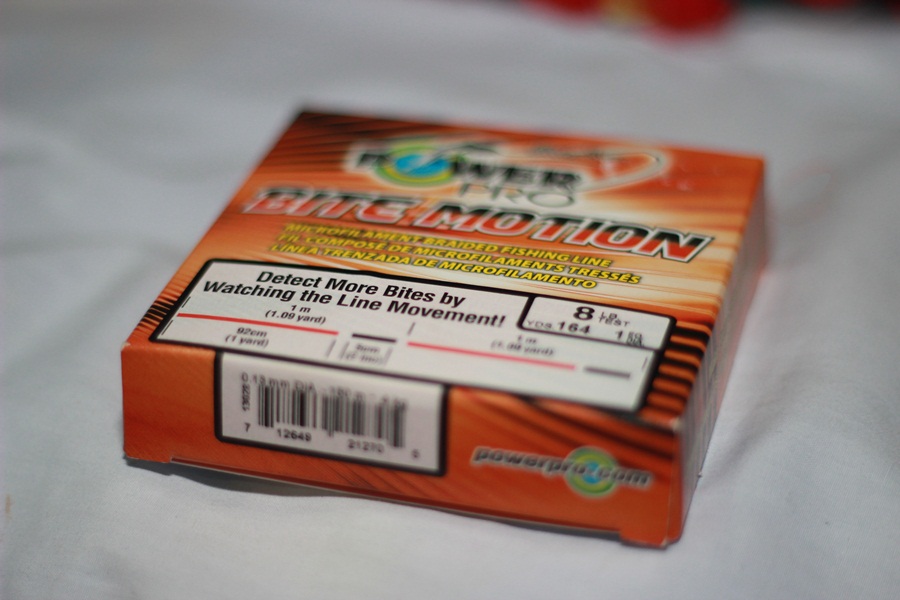 POWER
PRO
BITE MOTION
MICROFILAMENT BRAIDED FISHING LINE
FIL COMPOSÉ DE MICROFILAMENTS TRESSÉS
LÍNEA TRENZADA DE MICROFILAMENTO
Detect More Bites by
Watching the Line Movement!
8 LB TEST
YDS 164
1 m
(1.09 yard)
92cm
(1 yard)
1 m
(1.09 yard)
7 12649 21270
powerpro.com